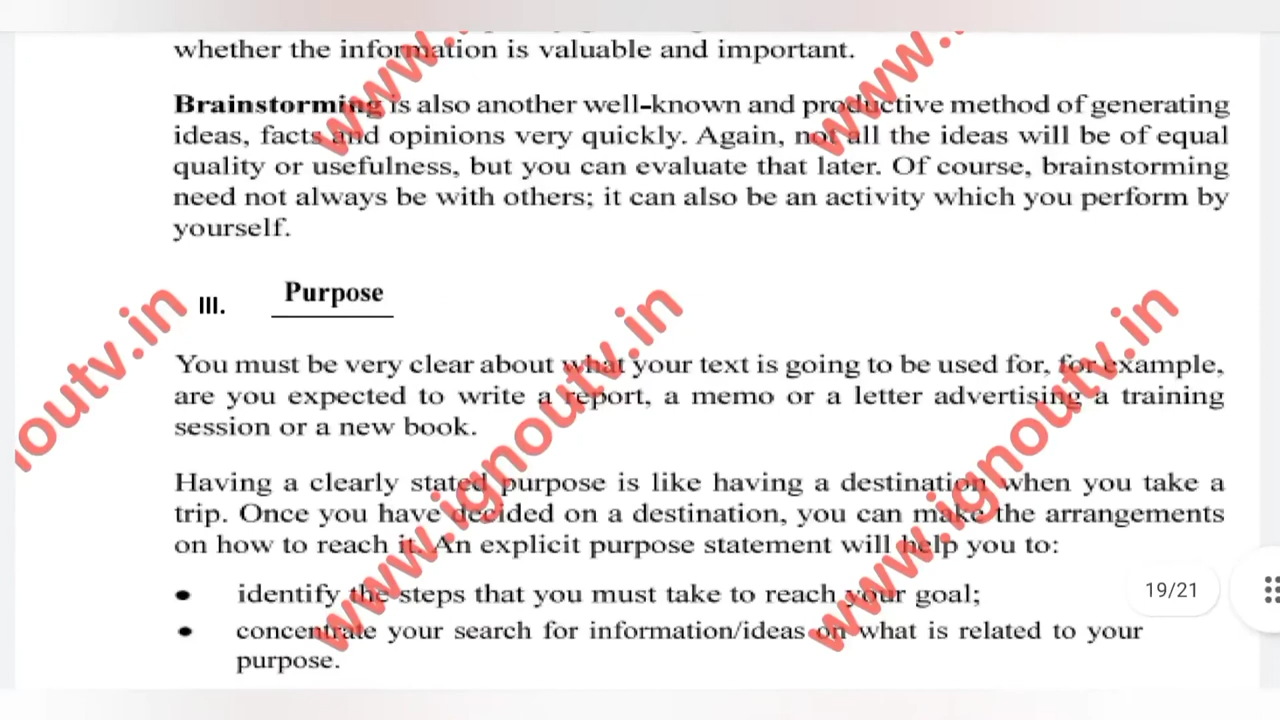 whether the information is valuable and important.
Brainstorming is also another well-known and productive method of generating
ideas, facts and opinions very quickly. Again, not all the ideas will be of equal
quality or usefulness, but you can evaluate that later. Of course, brainstorming
need not always be with others; it can also be an activity which you perform by
yourself.
III. Purpose
You must be very clear about what your text is going to be used for, for example,
are you expected to write a report, a memo or a letter advertising a training
session or a new book.
Having a clearly stated purpose is like having a destination when you take a
trip. Once you have decided on a destination, you can make the arrangements
on how to reach it. An explicit purpose statement will help you to:
• identify the steps that you must take to reach your goal;
• concentrate your search for information/ideas on what is related to your
purpose.
19/21
www.
www.
outv.in
www.ignoutv.in
www.ignoutv.in